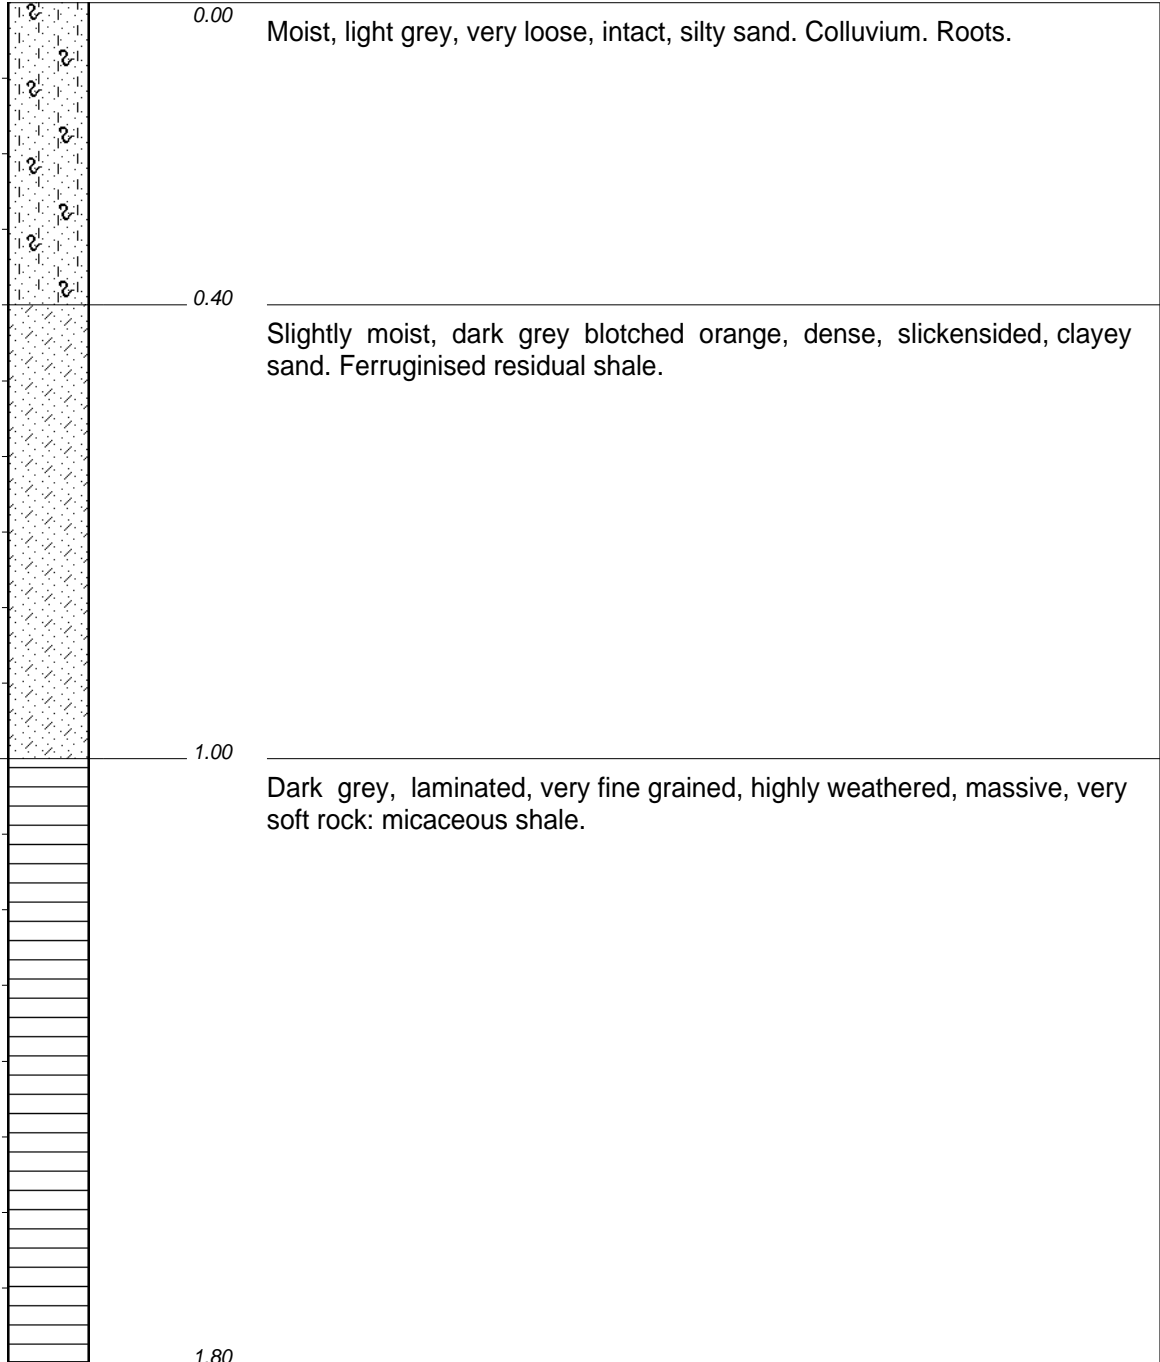 0.00
Moist, light grey, very loose, intact, silty sand. Colluvium. Roots.
0.40
Slightly moist, dark grey blotched orange, dense, slickensided, clayey
sand. Ferruginised residual shale.
1.00
Dark grey, laminated, very fine grained, highly weathered, massive, very
soft rock: micaceous shale.
1.80